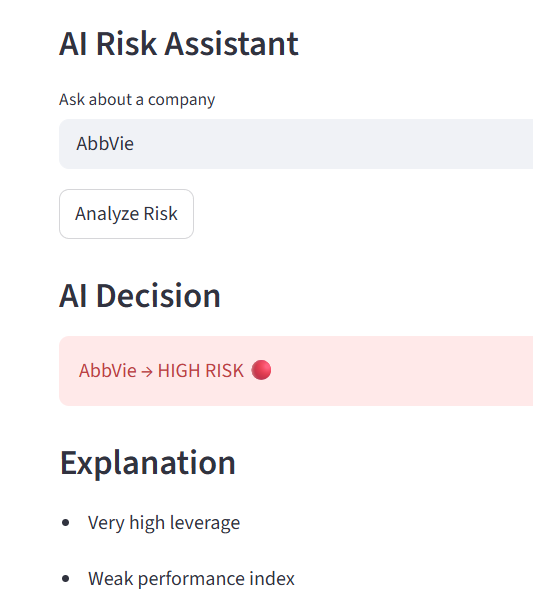 AI Risk Assistant
Ask about a company
AbbVie
Analyze Risk
AI Decision
AbbVie → HIGH RISK 🔴
Explanation
• Very high leverage
• Weak performance index